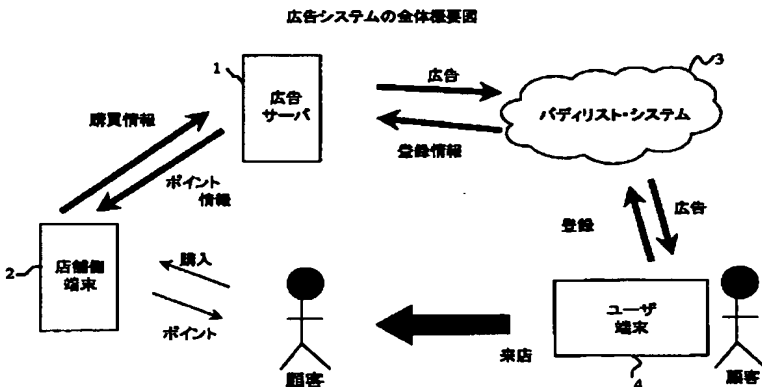 広告システムの全体概要図
1
広告
サーバ
広告
3
バディリスト・システム
登録情報
購買情報
ポイント
情報
登録
広告
2
店舗側
端末
購入
ポイント
顧客
来店
ユーザ
端末
4
顧客